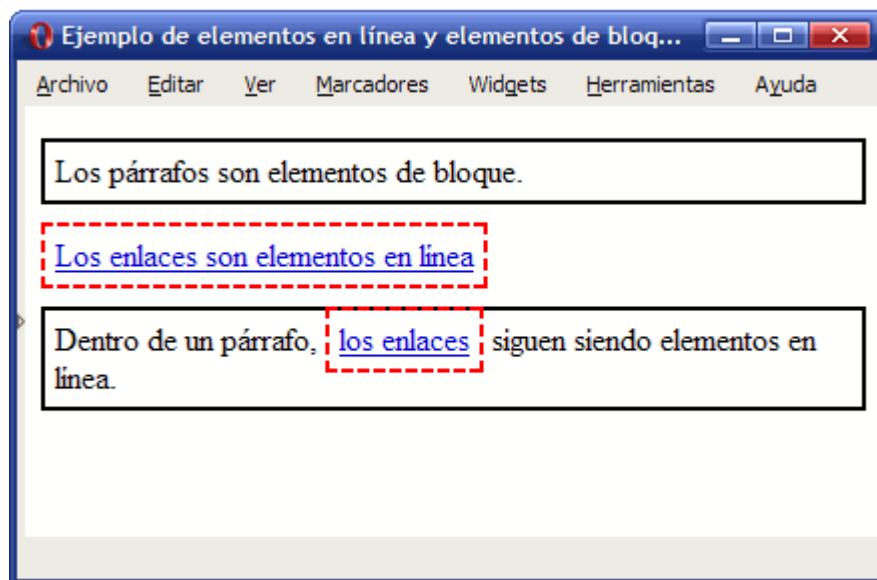 Ejemplo de elementos en línea y elementos de bloq...
Archivo Editar Ver Marcadores Widgets Herramientas Ayuda
Los párrafos son elementos de bloque.
Los enlaces son elementos en línea
Dentro de un párrafo, los enlaces siguen siendo elementos en
línea.